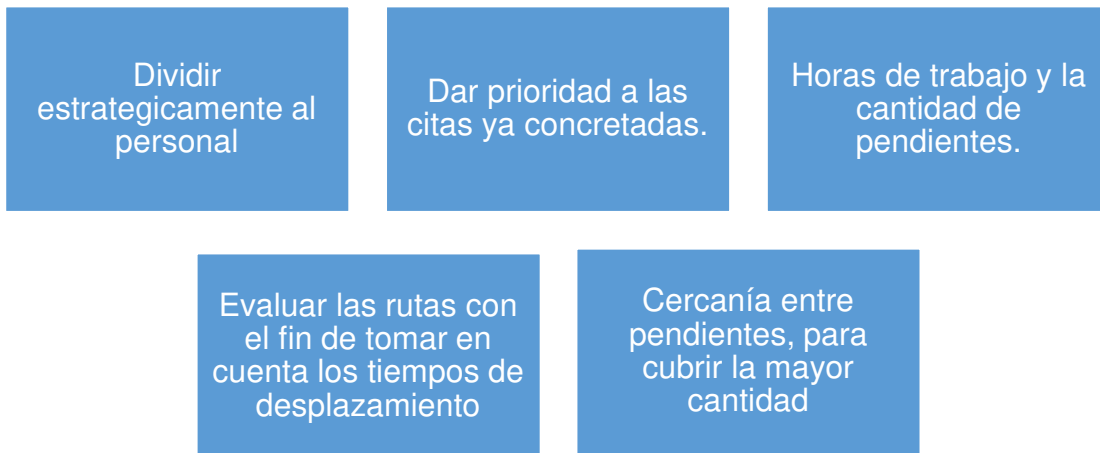 Dividir
estrategicamente al
personal
Dar prioridad a las
citas ya concretadas.
Horas de trabajo y la
cantidad de
pendientes.
Evaluar las rutas con
el fin de tomar en
cuenta los tiempos de
desplazamiento
Cercanía entre
pendientes, para
cubrir la mayor
cantidad